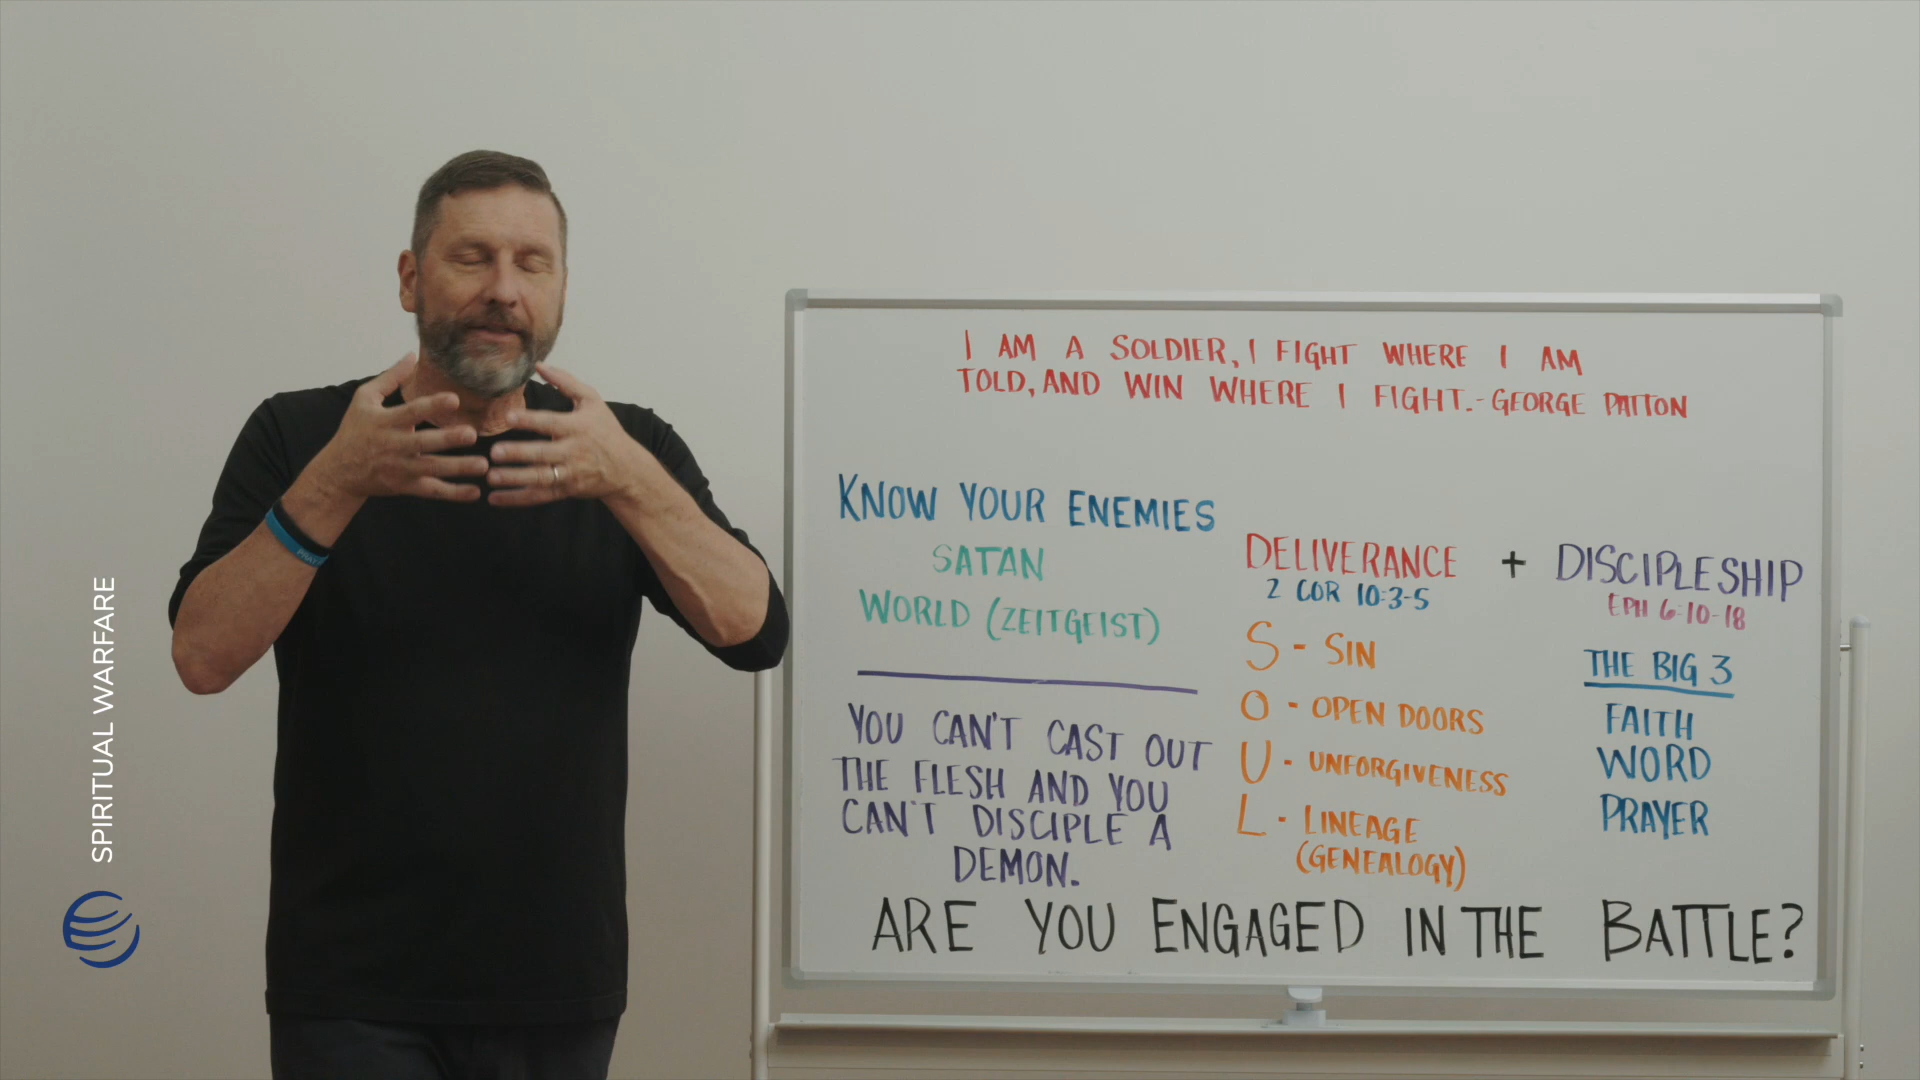 I AM A SOLDIER, I FIGHT WHERE I AM
TOLD, AND WIN WHERE I FIGHT.-GEORGE PATTON
KNOW YOUR ENEMIES
SATAN
WORLD (ZEITGEIST)
YOU CAN'T CAST OUT
THE FLESH AND YOU
CAN'T DISCIPLE A
DEMON.
DELIVERANCE + DISCIPLESHIP
2 COR 10:3-5
S - SIN
O - OPEN DOORS
U - UNFORGIVENESS
L - LINEAGE
(GENEALOGY)
EPH 6:10-18
THE BIG 3
FAITH
WORD
PRAYER
ARE YOU ENGAGED IN THE BATTLE?
SPIRITUAL WARFARE